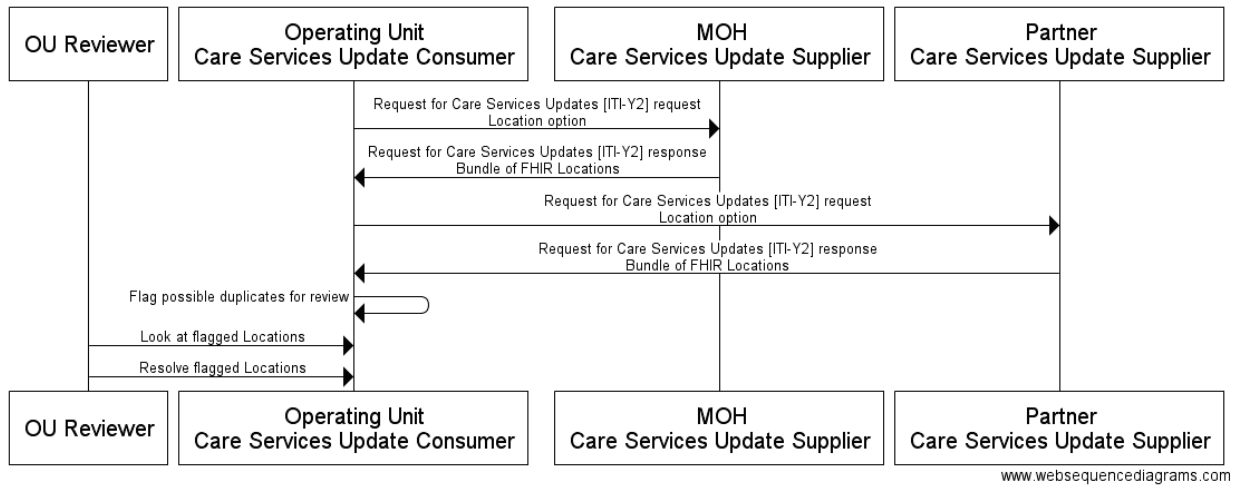 OU Reviewer
Operating Unit
Care Services Update Consumer
MOH
Care Services Update Supplier
Partner
Care Services Update Supplier
Request for Care Services Updates [ITI-Y2] request
Location option
Request for Care Services Updates [ITI-Y2] response
Bundle of FHIR Locations
Request for Care Services Updates [ITI-Y2] request
Location option
Request for Care Services Updates [ITI-Y2] response
Bundle of FHIR Locations
Flag possible duplicates for review
Look at flagged Locations
Resolve flagged Locations
OU Reviewer
Operating Unit
Care Services Update Consumer
MOH
Care Services Update Supplier
Partner
Care Services Update Supplier
www.websequencediagrams.com